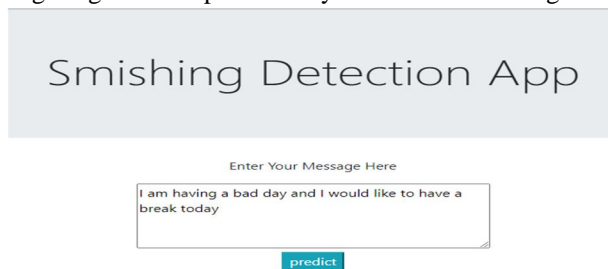 Smishing Detection App
Enter Your Message Here
I am having a bad day and I would like to have a
break today
predict